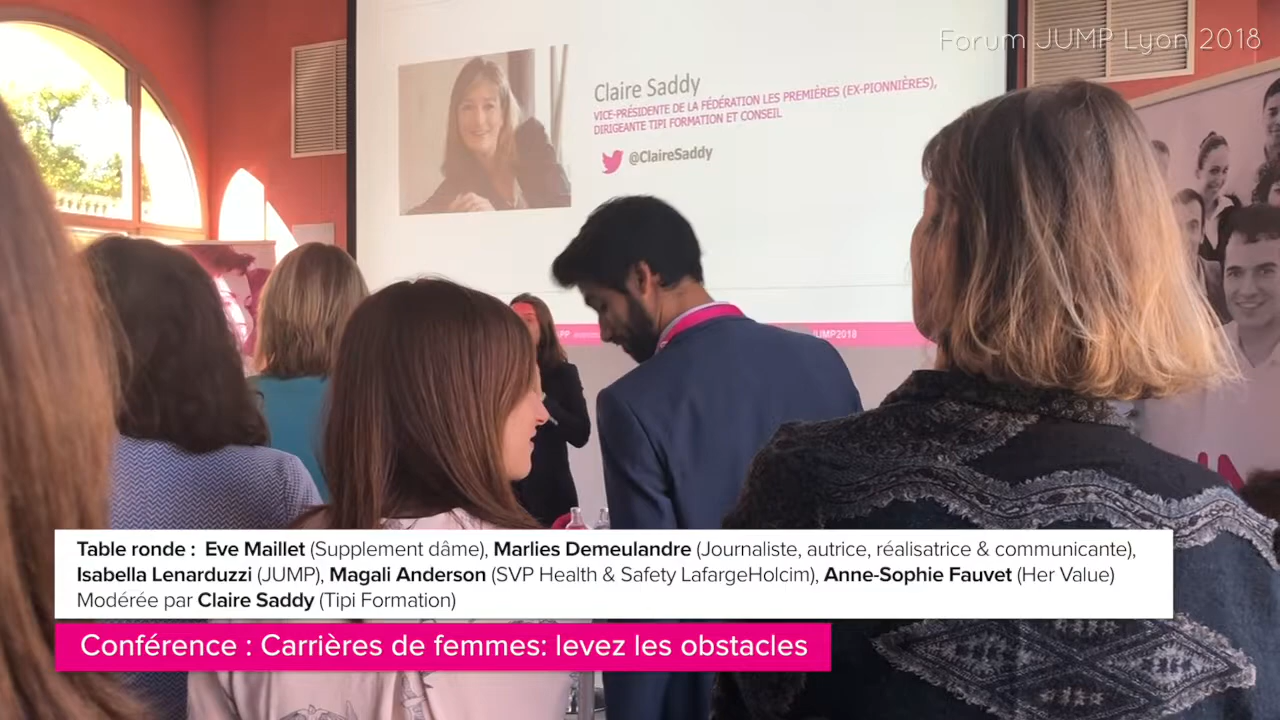 Forum JUMP Lyon 2018
Claire Saddy
VICE-PRÉSIDENTE DE LA FÉDÉRATION LES PREMIÈRES (EX-PIONNIÈRES),
DIRIGEANTE TIPI FORMATION ET CONSEIL
@ClaireSaddy
JUMP2018
Table ronde : Eve Maillet (Supplement dâme), Marlies Demeulandre (Journaliste, autrice, réalisatrice & communicante),
Isabella Lenarduzzi (JUMP), Magali Anderson (SVP Health & Safety LafargeHolcim), Anne-Sophie Fauvet (Her Value)
Modérée par Claire Saddy (Tipi Formation)
Conférence : Carrières de femmes: levez les obstacles